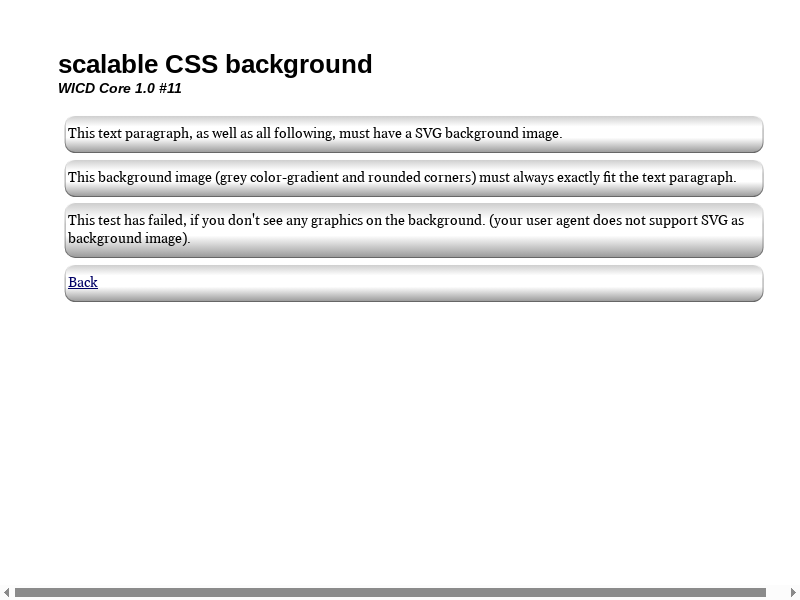 scalable CSS background
WICD Core 1.0 #11
This text paragraph, as well as all following, must have a SVG background image.
This background image (grey color-gradient and rounded corners) must always exactly fit the text paragraph.
This test has failed, if you don't see any graphics on the background. (your user agent does not support SVG as
background image).
Back